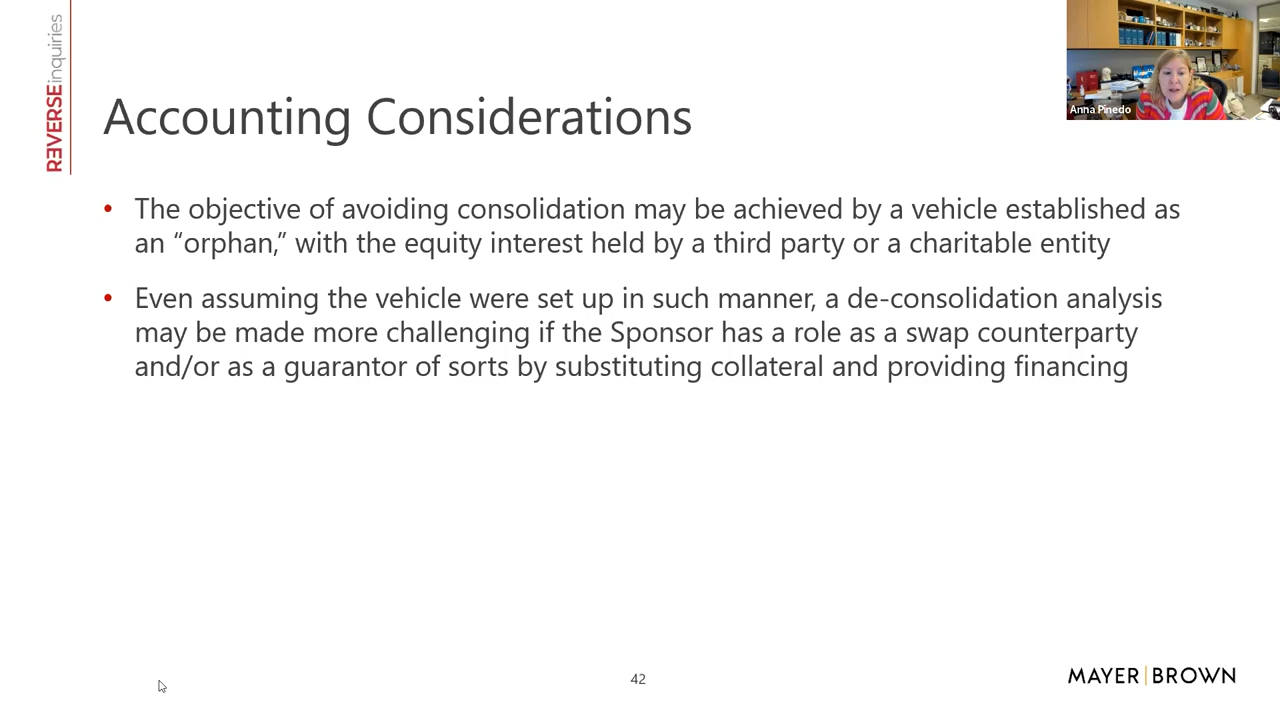 REVERSEinquiries
Anna Pinedo
Accounting Considerations
• The objective of avoiding consolidation may be achieved by a vehicle established as
an “orphan,” with the equity interest held by a third party or a charitable entity
• Even assuming the vehicle were set up in such manner, a de-consolidation analysis
may be made more challenging if the Sponsor has a role as a swap counterparty
and/or as a guarantor of sorts by substituting collateral and providing financing
42
MAYER | BROWN